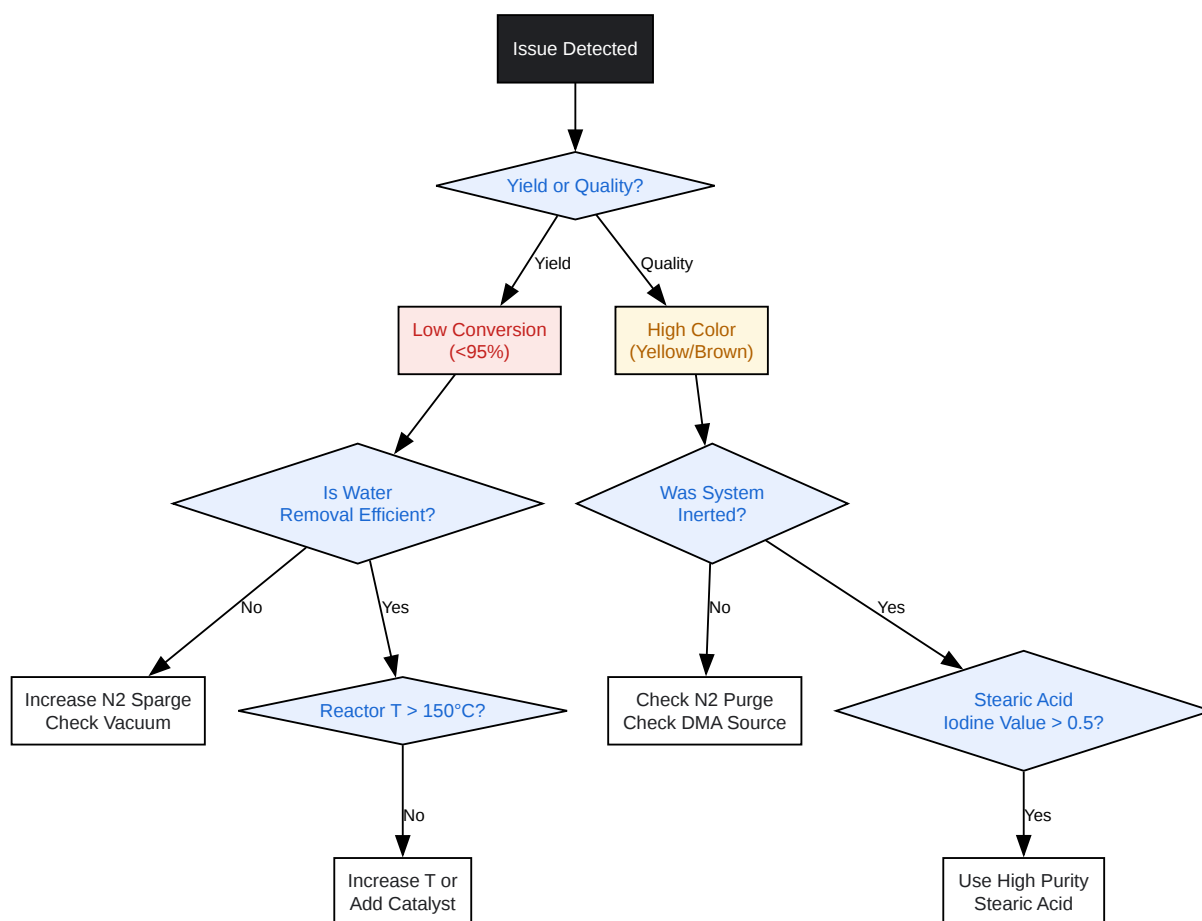 Issue Detected
Yield or Quality?
Yield
Quality
Low Conversion
(<95%)
High Color
(Yellow/Brown)
Is Water
Removal Efficient?
Was System
Inerted?
No
Yes
No
Yes
Increase N2 Sparge
Check Vacuum
Reactor T > 150°C?
Check N2 Purge
Check DMA Source
Stearic Acid
Iodine Value > 0.5?
No
Yes
Increase T or
Add Catalyst
Use High Purity
Stearic Acid